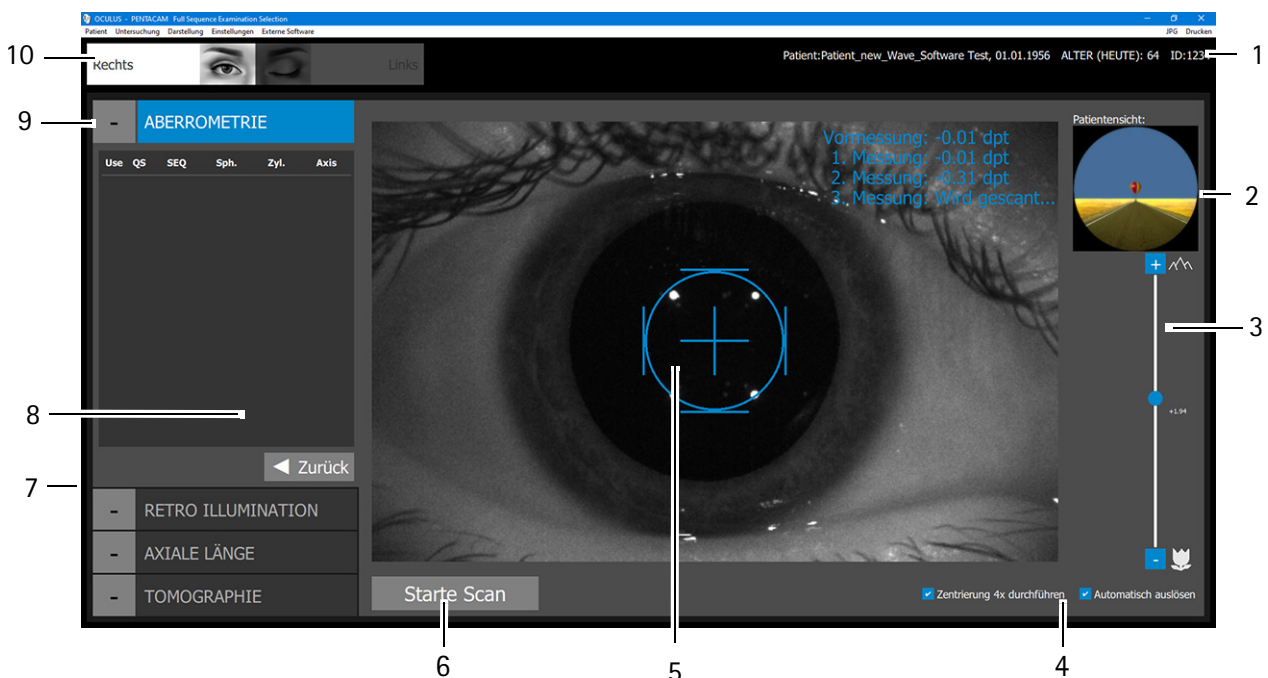 OCULUS - PENTACAM Full Sequence Examination Selection
Patient Untersuchung Darstellung Einstellungen Externe Software JPG Drucken
10 Rechts Links Patient:Patient_new_Wave_Software Test, 01.01.1956 ALTER (HEUTE): 64 ID:1234 1
9 - ABERROMETRIE
Patientensicht:
Use QS SEQ Sph. Zyl. Axis
Vormessung: -0.01 dpt
1. Messung: -0.01 dpt
2. Messung: -0.31 dpt
3. Messung: Wird gescant...
2
+
3
+1.94
8
Zurück
7
- RETRO ILLUMINATION
- AXIALE LÄNGE
-
- TOMOGRAPHIE
Starte Scan
Zentrierung 4x durchführen Automatisch auslösen
6 5 4